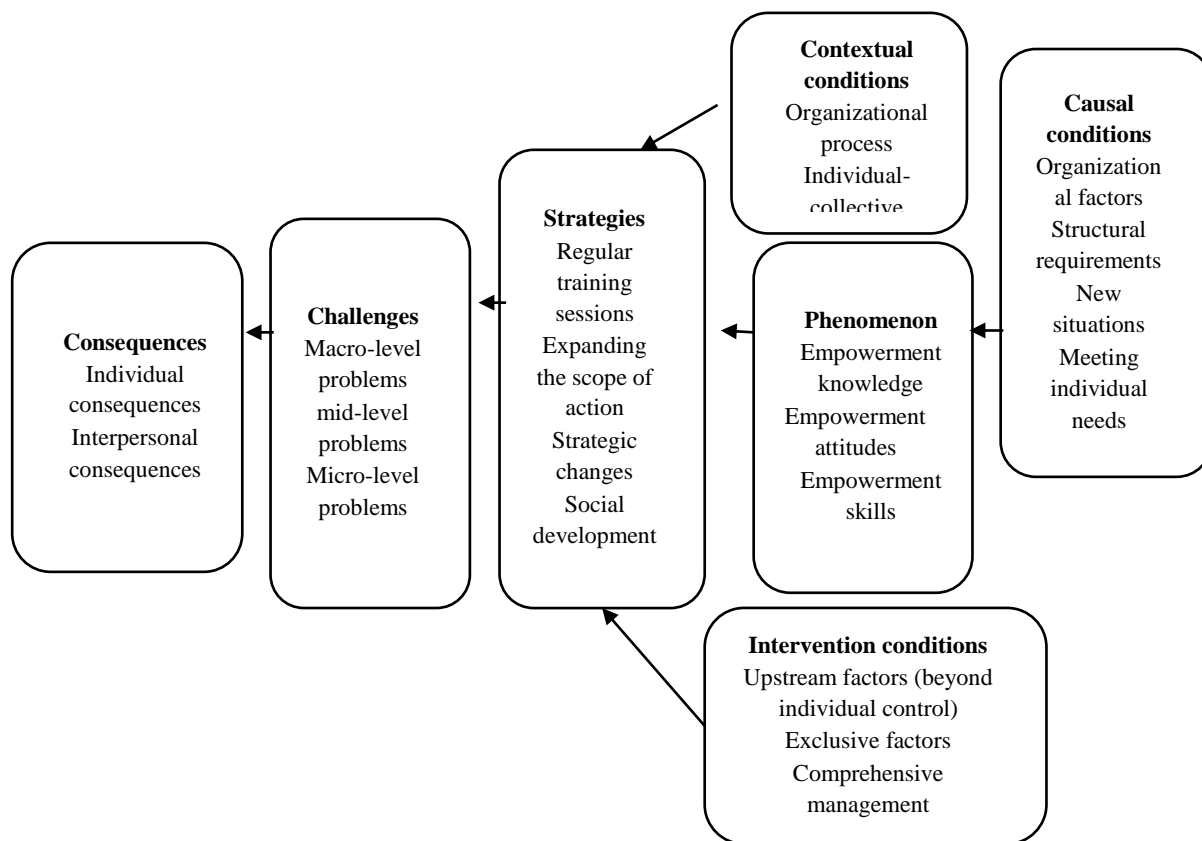 Contextual
conditions
Organizational
process
Individual-
collective
Causal
conditions
Organization
al factors
Structural
requirements
New
situations
Meeting
individual
needs
Strategies
Regular
training
sessions
Expanding
the scope of
action
Strategic
changes
Social
development
Challenges
Macro-level
problems
mid-level
problems
Micro-level
problems
Consequences
Individual
consequences
Interpersonal
consequences
Phenomenon
Empowerment
knowledge
Empowerment
attitudes
Empowerment
skills
Intervention conditions
Upstream factors (beyond
individual control)
Exclusive factors
Comprehensive
management